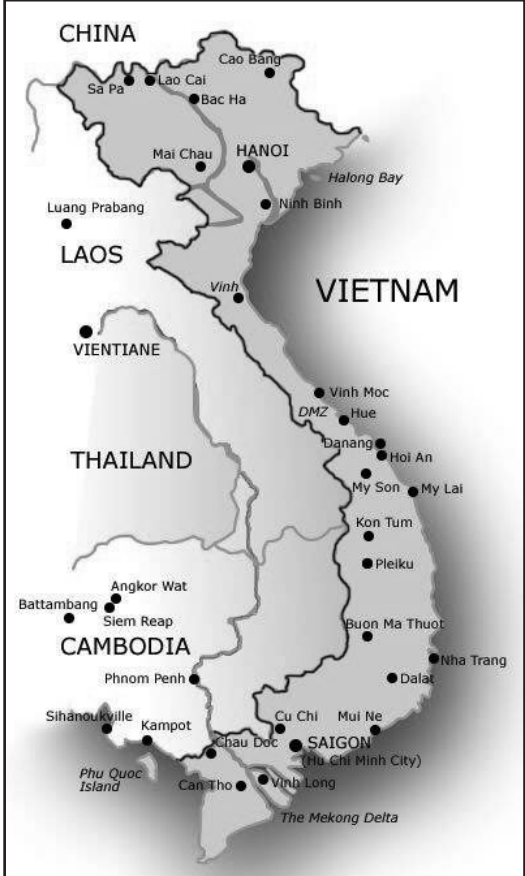 CHINA
Cao Bang
Sa Pa
Lao Cai
Bac Ha
Mai Chau
HANOI
Halong Bay
Luang Prabang
Ninh Binh
LAOS
Vinh
VIETNAM
VIENTIANE
Vinh Moc
DMZ
Hue
Danang
Hoi An
THAILAND
My Son
My Lai
Kon Tum
Pleiku
Angkor Wat
Battambang
Siem Reap
Buon Ma Thuot
CAMBODIA
Nha Trang
Phnom Penh
Dalat
Sihanoukville
Kampot
Cu Chi
Mui Ne
Chau Doc
SAIGON
(Hu Chi Minh City)
Phu Quoc
Island
Can Tho
Vinh Long
The Mekong Delta